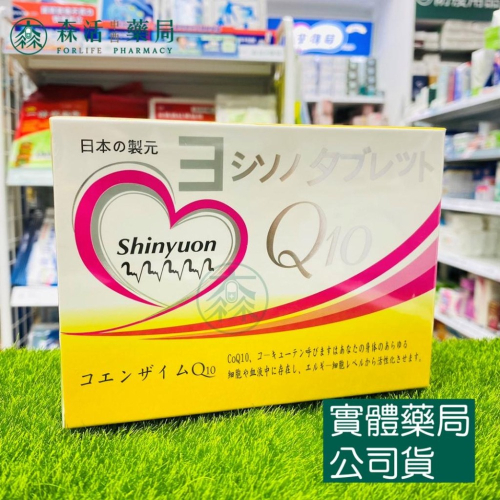 森活藥局
FORLIFE PHARMACY
日本の製元
ヨシソノ タブレット
Q10
Shinyuon
コエンザイムQ10
CoQ10、コーキューテン呼びますはあなたの身体のあらゆる
細胞や血液中に存在し、エルギー細胞レベルから活性化させます。
實體藥局
公司貨